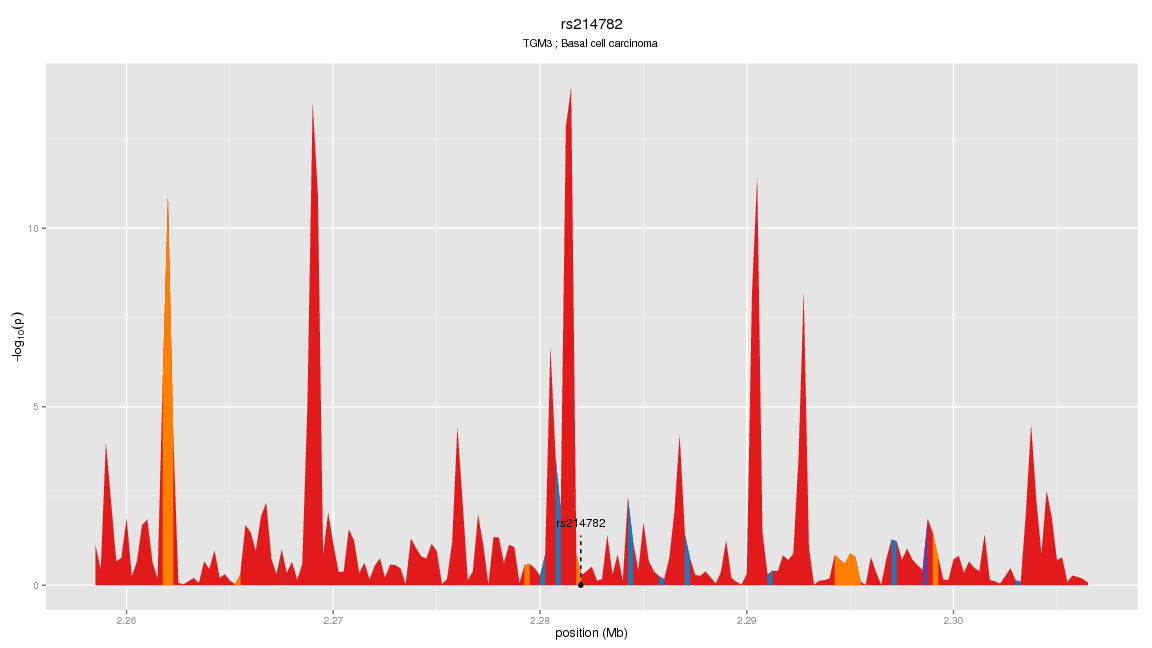 rs214782
TGM3 ; Basal cell carcinoma
−log10(p)
10
5
0
rs214782
2.26 2.27 2.28 2.29 2.30
position (Mb)